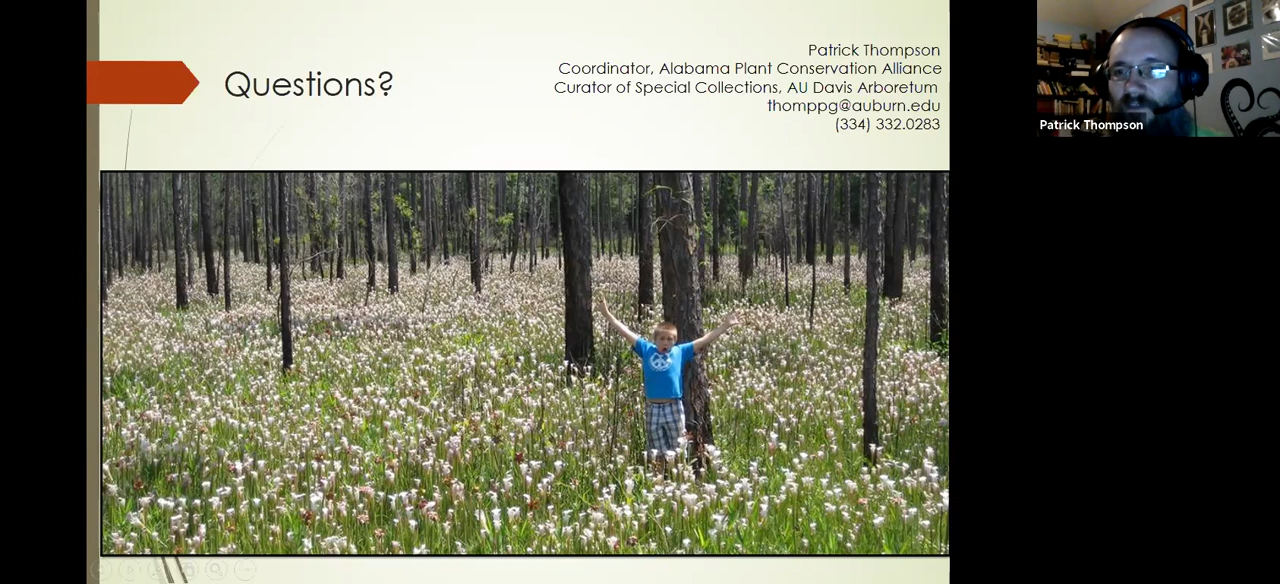 Questions?
Patrick Thompson
Coordinator, Alabama Plant Conservation Alliance
Curator of Special Collections, AU Davis Arboretum
thomppg@auburn.edu
(334) 332.0283
Patrick Thompson